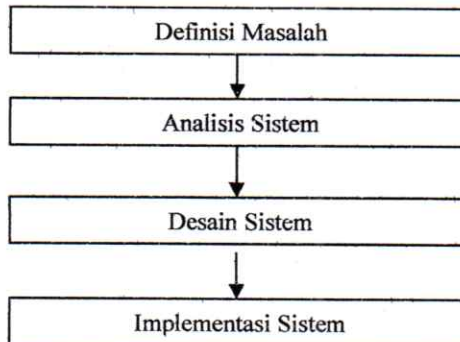 Definisi Masalah
Analisis Sistem
Desain Sistem
Implementasi Sistem